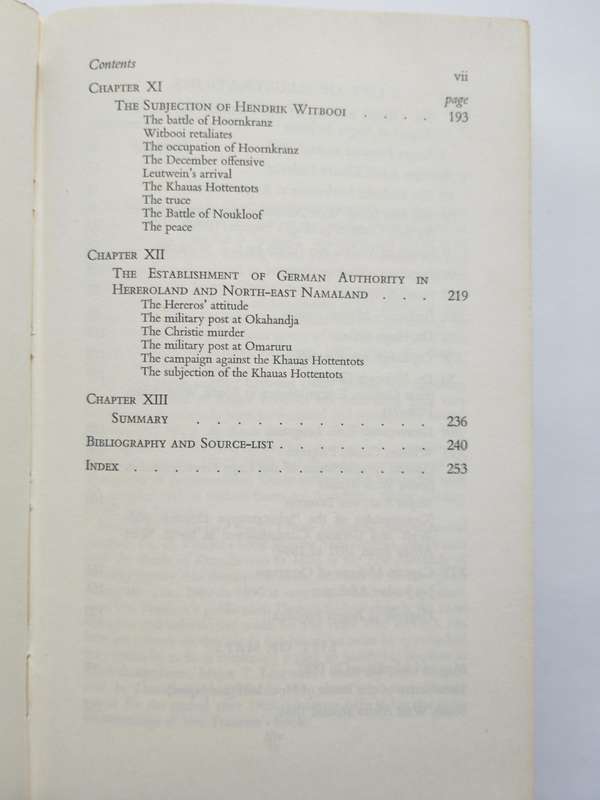 Contents
vii
CHAPTER XI
page
THE SUBJECTION OF HENDRIK WITBOOI . . . . 193
The battle of Hoornkranz
Witbooi retaliates
The occupation of Hoornkranz
The December offensive
Leutwein's arrival
The Khauas Hottentots
The truce
The Battle of Noukloof
The peace
CHAPTER XII
THE ESTABLISHMENT OF GERMAN AUTHORITY IN
HEREROLAND AND NORTH-EAST NAMALAND . . . 219
The Hereros' attitude
The military post at Okahandja
The Christie murder
The military post at Omaruru
The campaign against the Khauas Hottentots
The subjection of the Khauas Hottentots
CHAPTER XIII
SUMMARY . . . . . . . . . . . . 236
BIBLIOGRAPHY AND SOURCE-LIST . . . . . . . . 240
INDEX . . . . . . . . . . . . . . 253